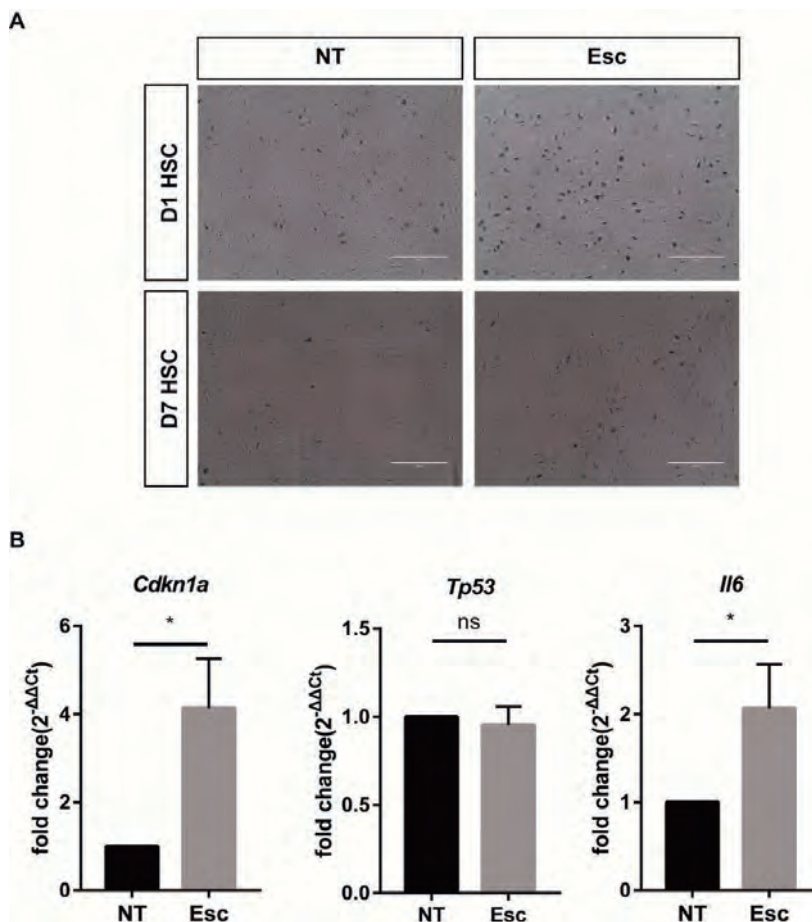 A
NT
Esc
D1 HSC
D7 HSC
B
Cdkn1a
Tp53
Il6
*
ns
*
fold change(2^-ΔΔCt)
6
4
2
0
NT
Esc
fold change(2^-ΔΔCt)
1.5
1.0
0.5
0.0
NT
Esc
fold change(2^-ΔΔCt)
3
2
1
0
NT
Esc